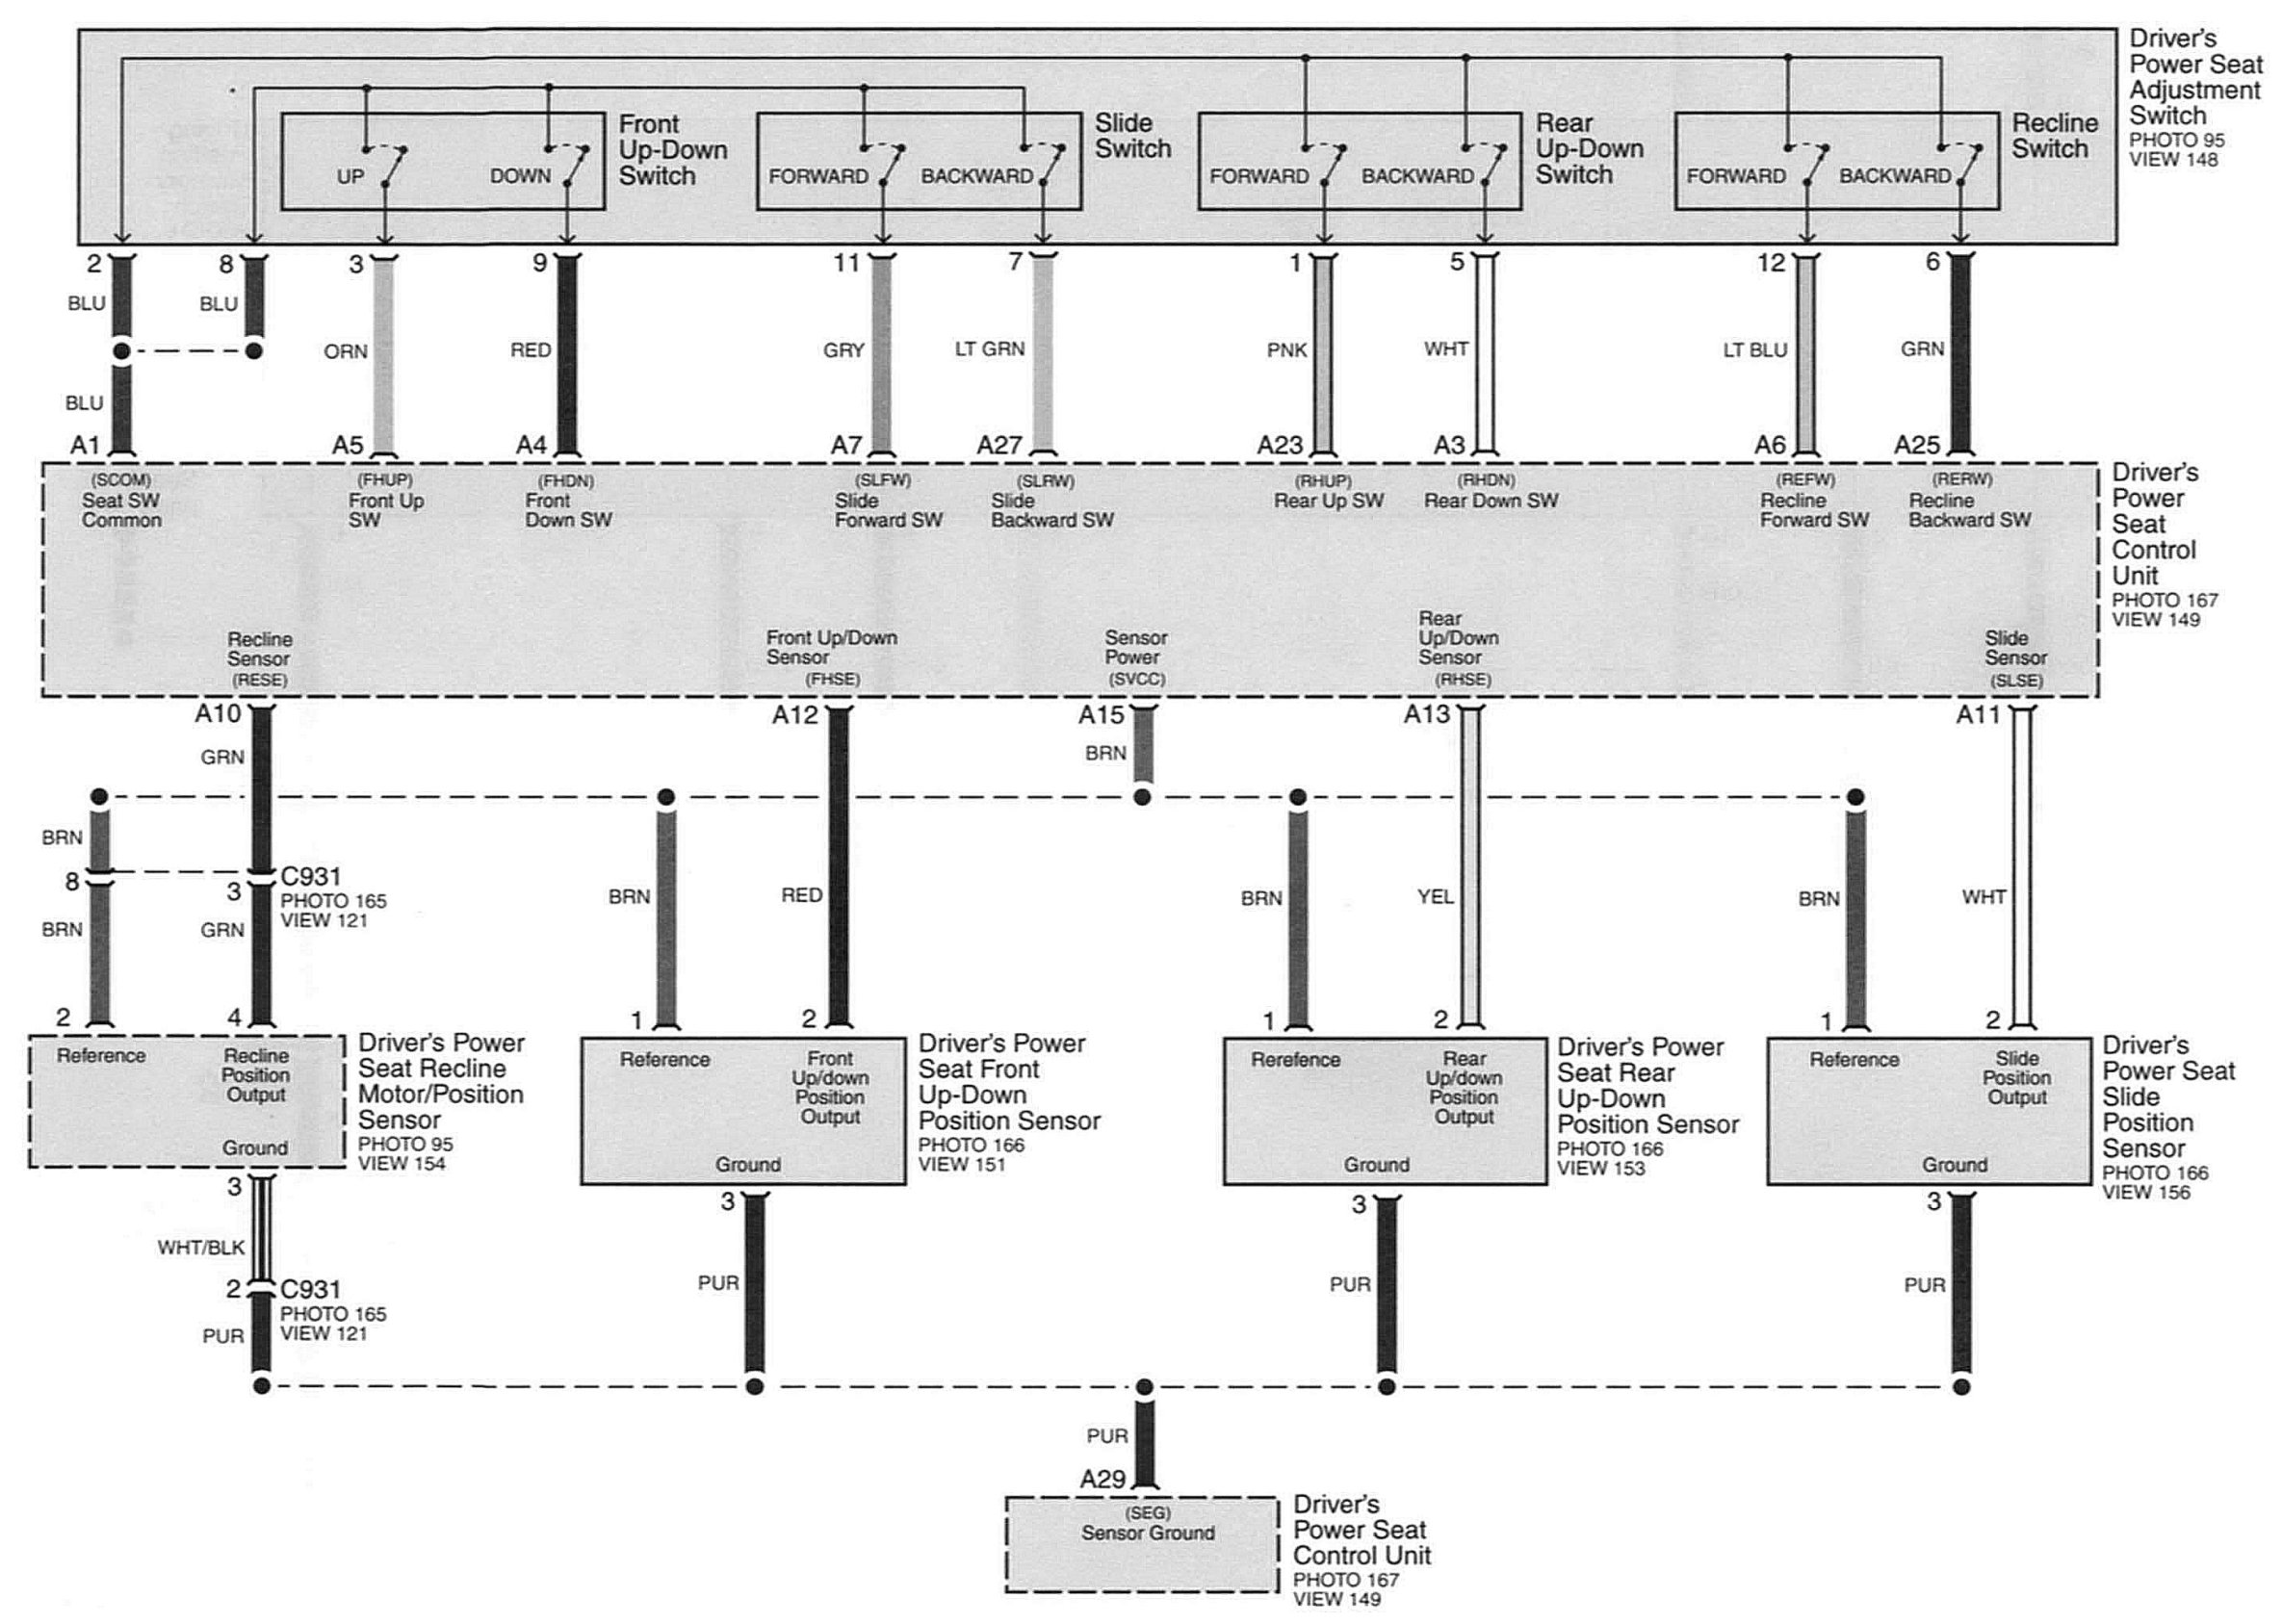 Driver's
Power Seat
Adjustment
Switch
PHOTO 95
VIEW 148
Front
Up-Down
Switch
UP
DOWN
Slide
Switch
FORWARD
BACKWARD
Rear
Up-Down
Switch
FORWARD
BACKWARD
Recline
Switch
FORWARD
BACKWARD
2
8
3
9
11
7
1
5
12
6
BLU
BLU
ORN
RED
GRY
LT GRN
PNK
WHT
LT BLU
GRN
BLU
A1
A5
A4
A7
A27
A23
A3
A6
A25
(SCOM)
Seat SW
Common
(FHUP)
Front Up
SW
(FHDN)
Front
Down SW
(SLFW)
Slide
Forward SW
(SLRW)
Slide
Backward SW
(RHUP)
Rear Up SW
(RHDN)
Rear Down SW
(REFW)
Recline
Forward SW
(RERW)
Recline
Backward SW
Driver's
Power
Seat
Control
Unit
PHOTO 167
VIEW 149
Recline
Sensor
(RESE)
Front Up/Down
Sensor
(FHSE)
Sensor
Power
(SVCC)
Rear
Up/Down
Sensor
(RHSE)
Slide
Sensor
(SLSE)
A10
A12
A15
A13
A11
GRN
BRN
BRN
8
3
C931
PHOTO 165
VIEW 121
BRN
GRN
BRN
RED
BRN
YEL
BRN
WHT
2
4
1
2
1
2
1
2
Reference
Recline
Position
Output
Ground
Driver's Power
Seat Recline
Motor/Position
Sensor
PHOTO 95
VIEW 154
Reference
Front
Up/down
Position
Output
Ground
Driver's Power
Seat Front
Up-Down
Position Sensor
PHOTO 166
VIEW 151
Rerefence
Rear
Up/down
Position
Output
Ground
Driver's Power
Seat Rear
Up-Down
Position Sensor
PHOTO 166
VIEW 153
Reference
Slide
Position
Output
Ground
Driver's
Power Seat
Slide
Position
Sensor
PHOTO 166
VIEW 156
3
3
3
3
WHT/BLK
2
C931
PHOTO 165
VIEW 121
PUR
PUR
PUR
PUR
PUR
A29
(SEG)
Sensor Ground
Driver's
Power Seat
Control Unit
PHOTO 167
VIEW 149